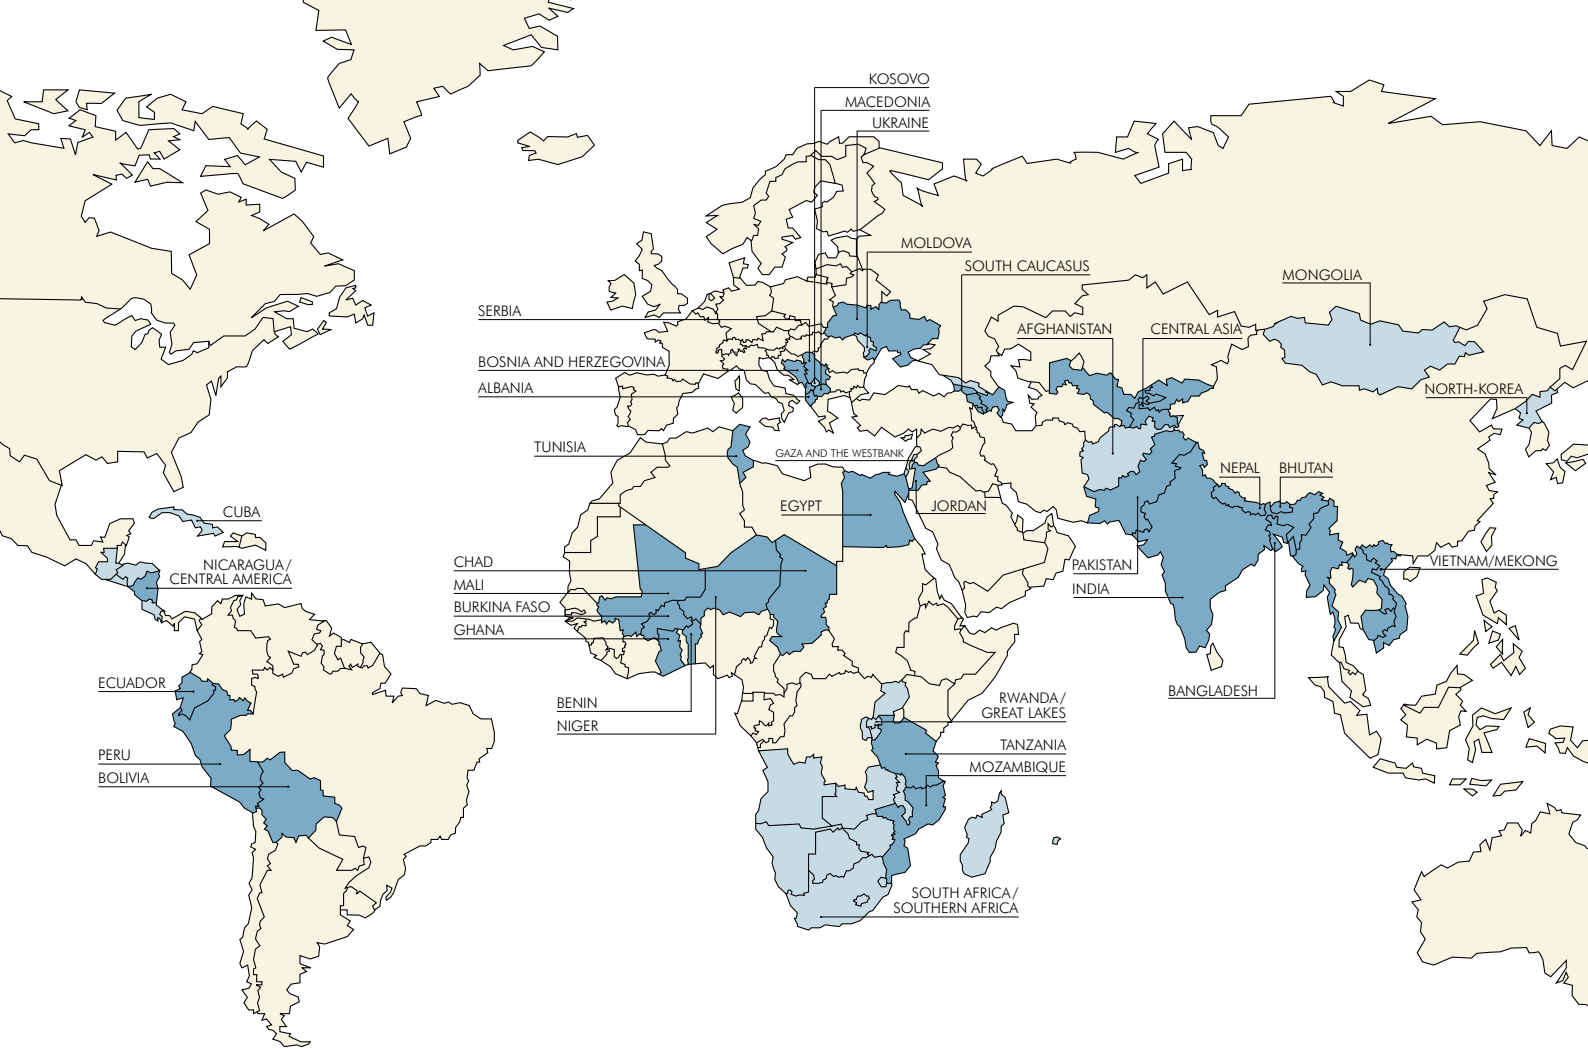 KOSOVO
MACEDONIA
UKRAINE
MOLDOVA
SOUTH CAUCASUS
MONGOLIA
SERBIA
AFGHANISTAN
CENTRAL ASIA
BOSNIA AND HERZEGOVINA
ALBANIA
NORTH-KOREA
TUNISIA
GAZA AND THE WESTBANK
NEPAL
BHUTAN
EGYPT
JORDAN
CUBA
NICARAGUA/
CENTRAL AMERICA
CHAD
MALI
BURKINA FASO
GHANA
PAKISTAN
INDIA
VIETNAM/MEKONG
ECUADOR
BENIN
NIGER
RWANDA/
GREAT LAKES
BANGLADESH
PERU
BOLIVIA
TANZANIA
MOZAMBIQUE
SOUTH AFRICA/
SOUTHERN AFRICA